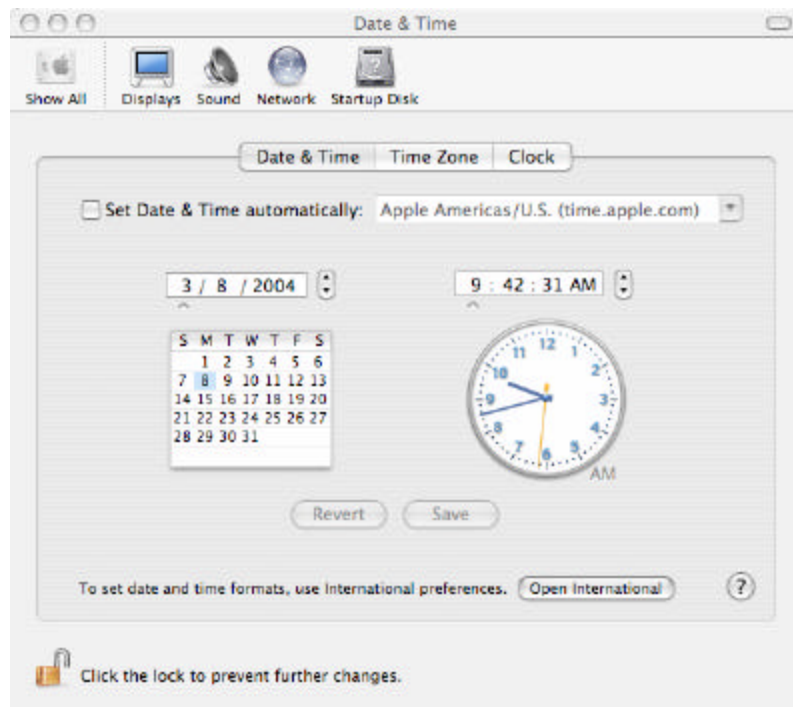 Date & Time
Show All Displays Sound Network Startup Disk
Date & Time Time Zone Clock
Set Date & Time automatically: Apple Americas/U.S. (time.apple.com)
3 / 8 / 2004 9 : 42 : 31 AM
S M T W T F S
1 2 3 4 5 6
7 8 9 10 11 12 13
14 15 16 17 18 19 20
21 22 23 24 25 26 27
28 29 30 31
12 1 2 3 4 5 6 7 8 9 10 11
AM
Revert Save
To set date and time formats, use International preferences. Open International ?
Click the lock to prevent further changes.